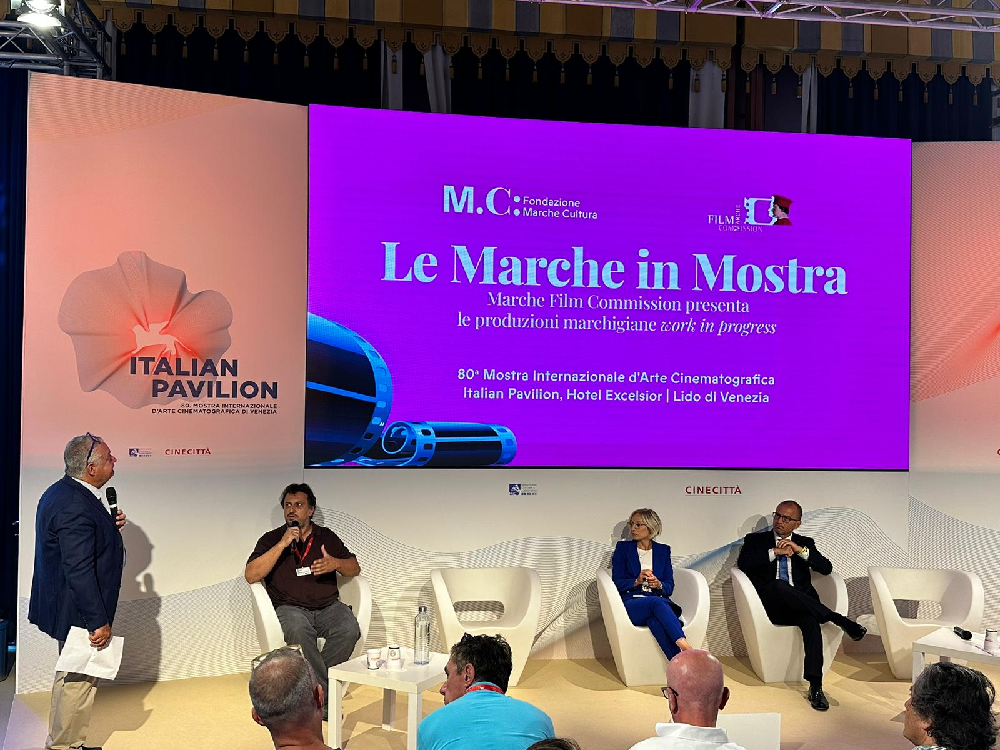 ITALIAN
PAVILION
80. MOSTRA INTERNAZIONALE
D'ARTE CINEMATOGRAFICA DI VENEZIA
CINECITTÀ
M.C: Fondazione
Marche Cultura
FILM
MARCHE
COMMISSION
Le Marche in Mostra
Marche Film Commission presenta
le produzioni marchigiane work in progress
80ª Mostra Internazionale d'Arte Cinematografica
Italian Pavilion, Hotel Excelsior | Lido di Venezia
CINECITTÀ